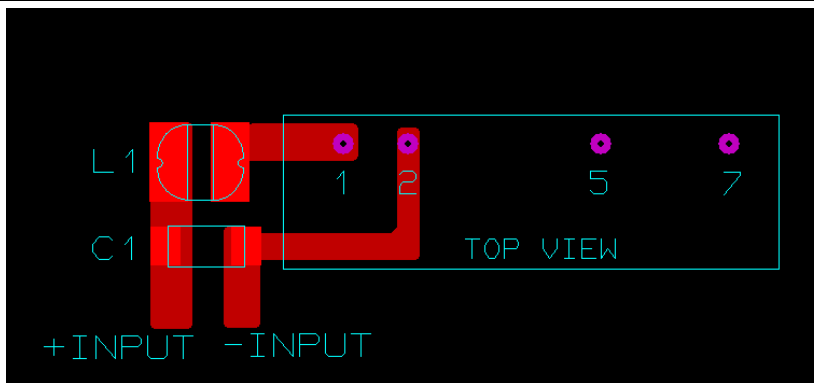 L1
1 2 5 7
C1
TOP VIEW
+INPUT -INPUT